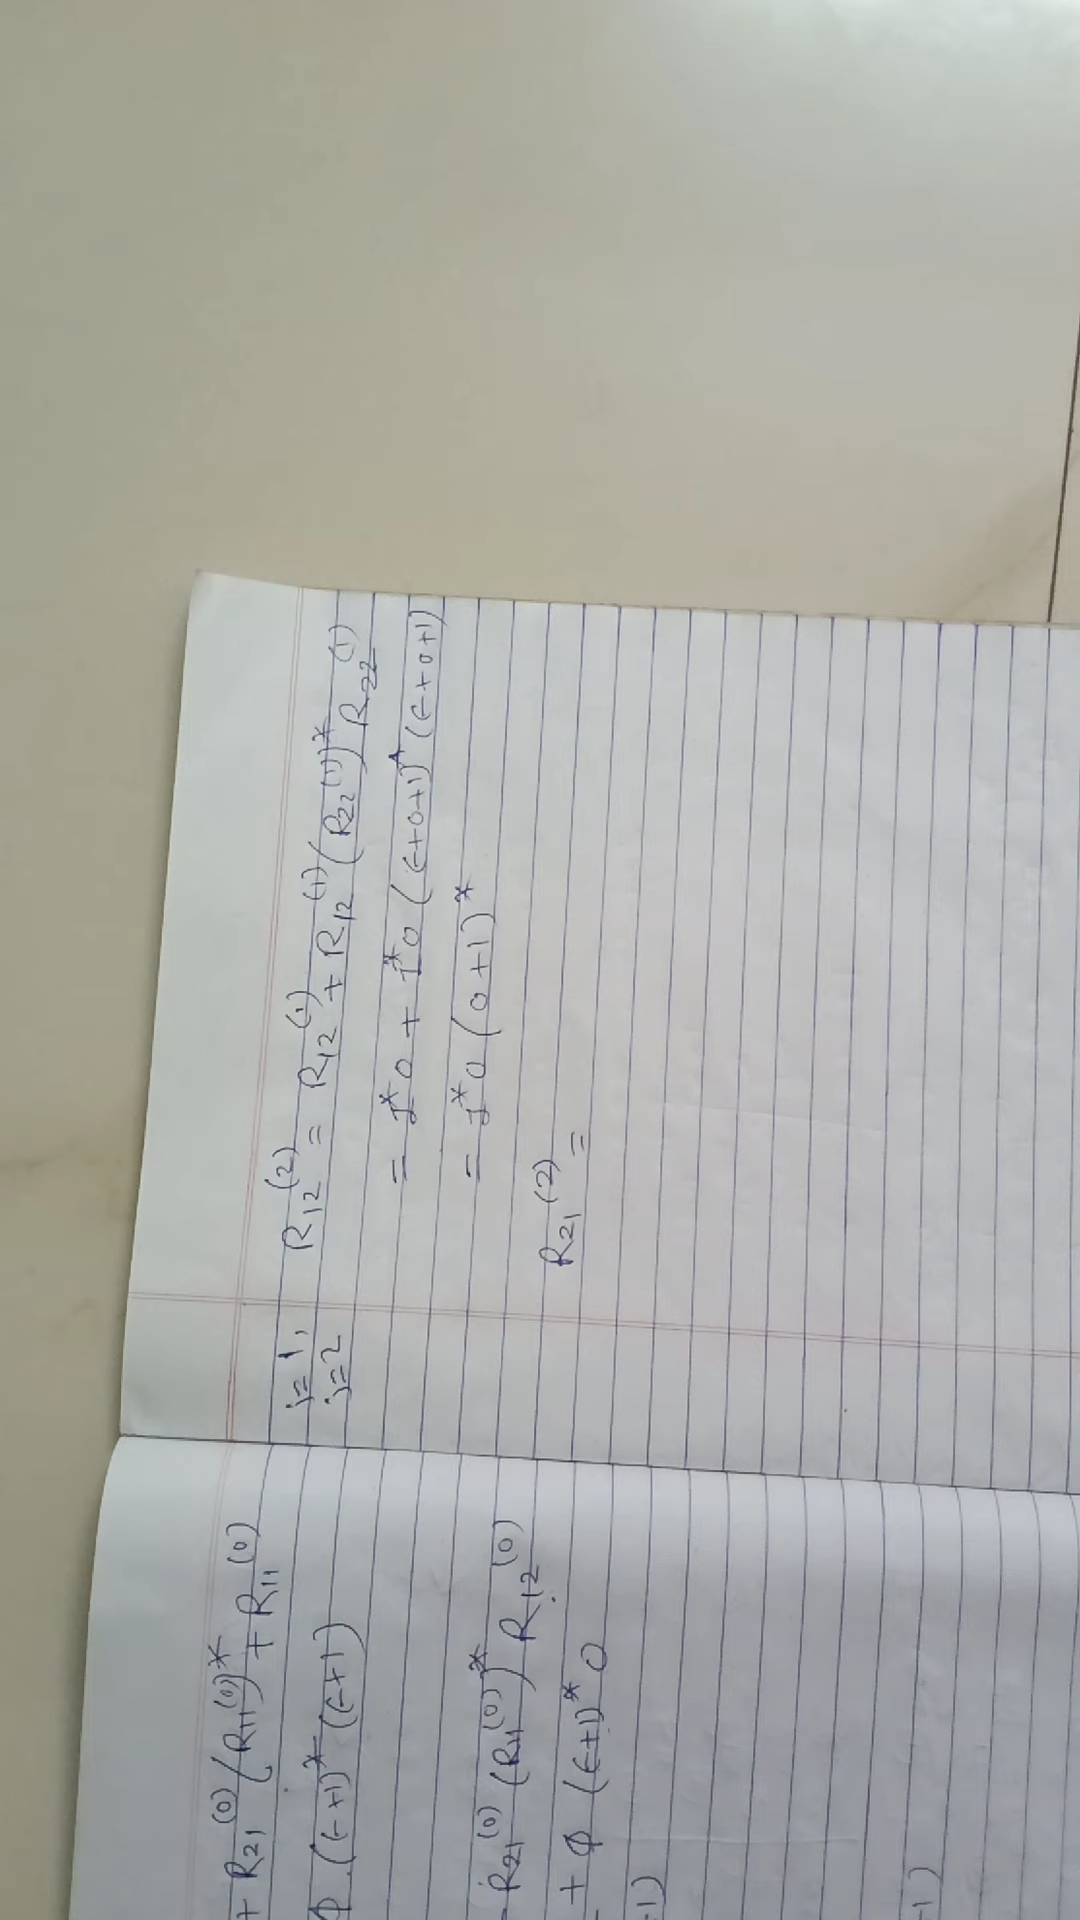 + R21^(0) (R11^(0))* + R11^(0)
ϕ . (ϵ+1)* (ϵ+1)
R21^(0) (R11^(0))* R12^(0)
+ ϕ (ϵ+1)* 0
i=1, R12^(2) = R12^(1) + R12^(1) (R22^(1))* R22^(1)
j=2
= 1*0 + 1*0 (ϵ+0+1)* (ϵ+0+1)
= 1*0 (0+1)*
R21^(2) =